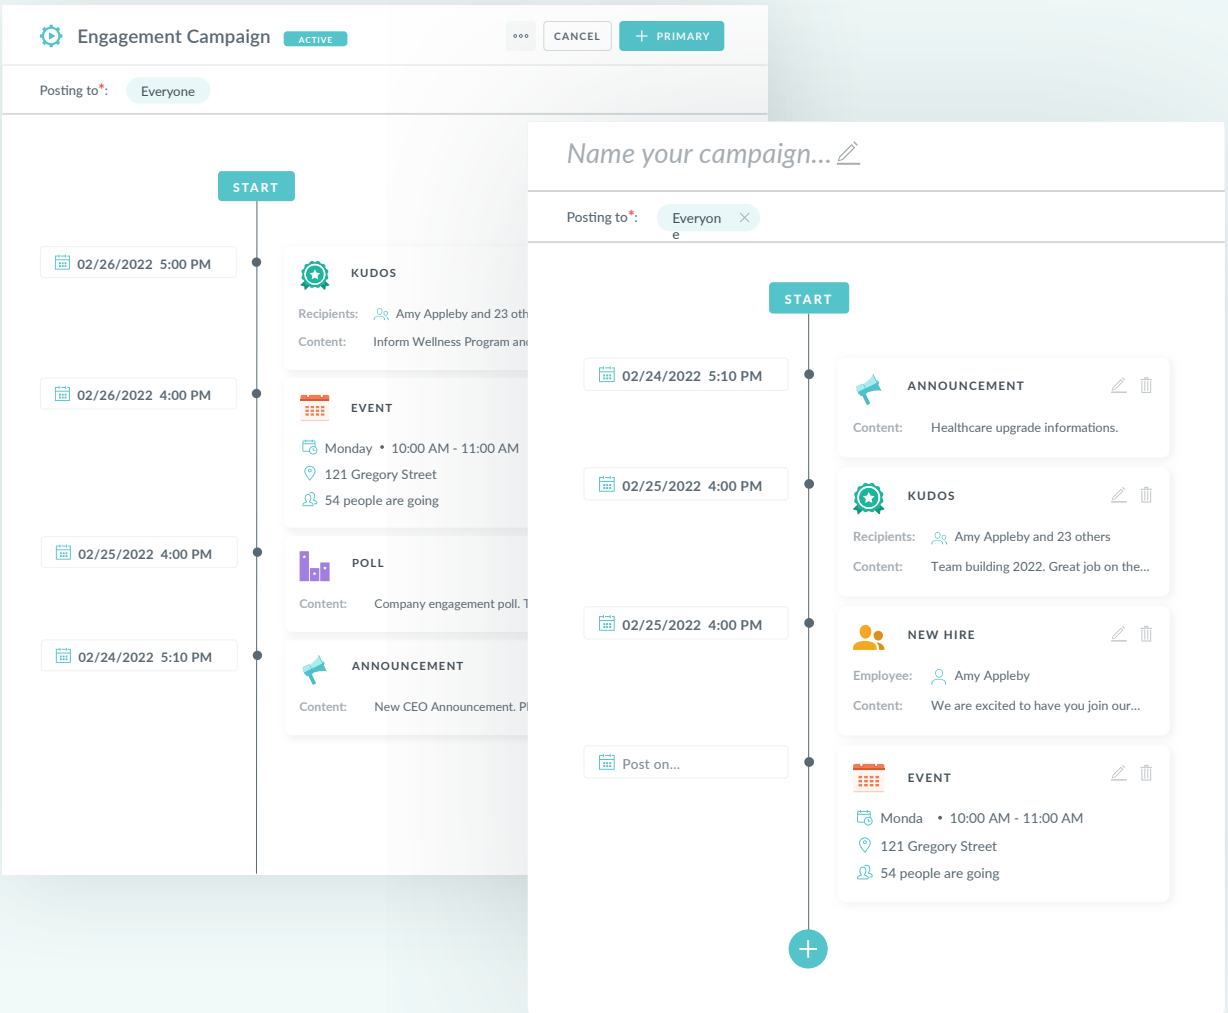 Engagement Campaign ACTIVE ••• CANCEL + PRIMARY
Posting to*: Everyone
START
02/26/2022 5:00 PM
KUDOS
Recipients: Amy Appleby and 23 oth
Content: Inform Wellness Program and
02/26/2022 4:00 PM
EVENT
Monday • 10:00 AM - 11:00 AM
121 Gregory Street
54 people are going
02/25/2022 4:00 PM
POLL
Content: Company engagement poll. T
02/24/2022 5:10 PM
ANNOUNCEMENT
Content: New CEO Announcement. Pl
Name your campaign...
Posting to*: Everyon
e
START
02/24/2022 5:10 PM
ANNOUNCEMENT
Content: Healthcare upgrade informations.
02/25/2022 4:00 PM
KUDOS
Recipients: Amy Appleby and 23 others
Content: Team building 2022. Great job on the...
02/25/2022 4:00 PM
NEW HIRE
Employee: Amy Appleby
Content: We are excited to have you join our...
Post on...
EVENT
Monda • 10:00 AM - 11:00 AM
121 Gregory Street
54 people are going